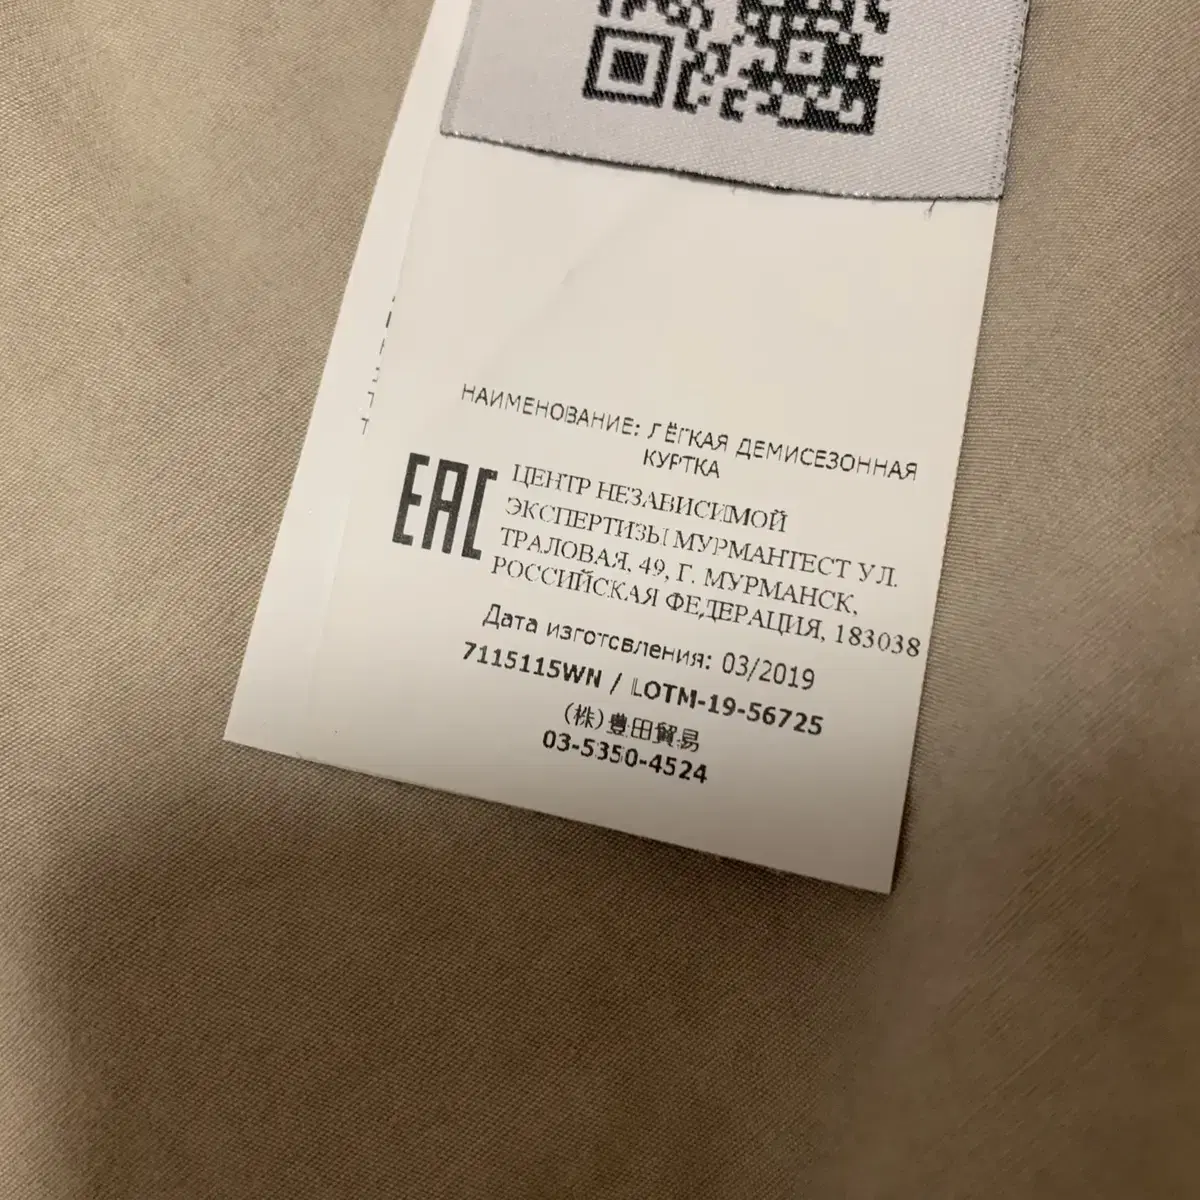 НАИМЕНОВАНИЕ: ЛЁГКАЯ ДЕМИСЕЗОННАЯ
КУРТКА
EAC
ЦЕНТР НЕЗАВИСИМОЙ
ЭКСПЕРТИЗЫ МУРМАНТЕСТ УЛ.
ТРАЛОВАЯ, 49, Г. МУРМАНСК,
РОССИЙСКАЯ ФЕДЕРАЦИЯ, 183038
Дата изготовления: 03/2019
7115115WN / LOTM-19-56725
(株)豊田貿易
03-5350-4524